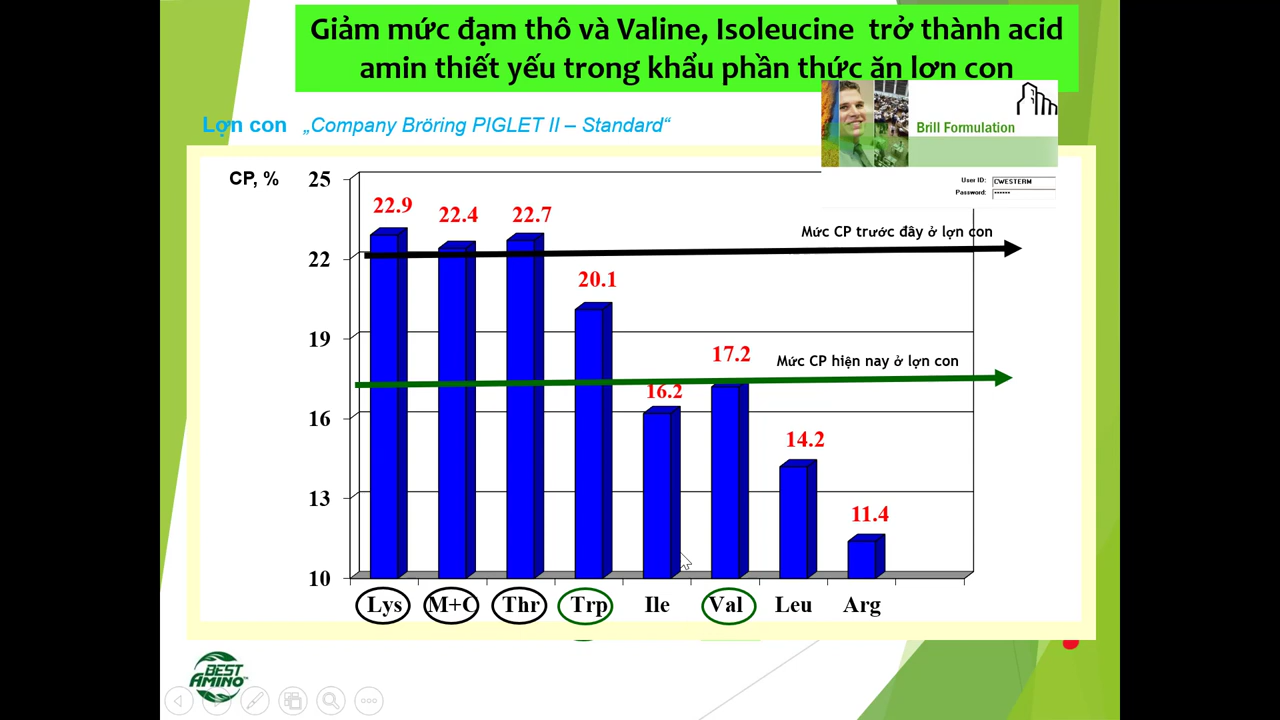 Giảm mức đạm thô và Valine, Isoleucine trở thành acid
amin thiết yếu trong khẩu phần thức ăn lợn con
Lợn con „Company Bröring PIGLET II – Standard“
Brill Formulation
User ID: CWESTERM
Password: ••••••
CP, %
25
22
19
16
13
10
22.9
22.4
22.7
20.1
16.2
17.2
14.2
11.4
Mức CP trước đây ở lợn con
Mức CP hiện nay ở lợn con
Lys M+C Thr Trp Ile Val Leu Arg
BEST
AMINO™